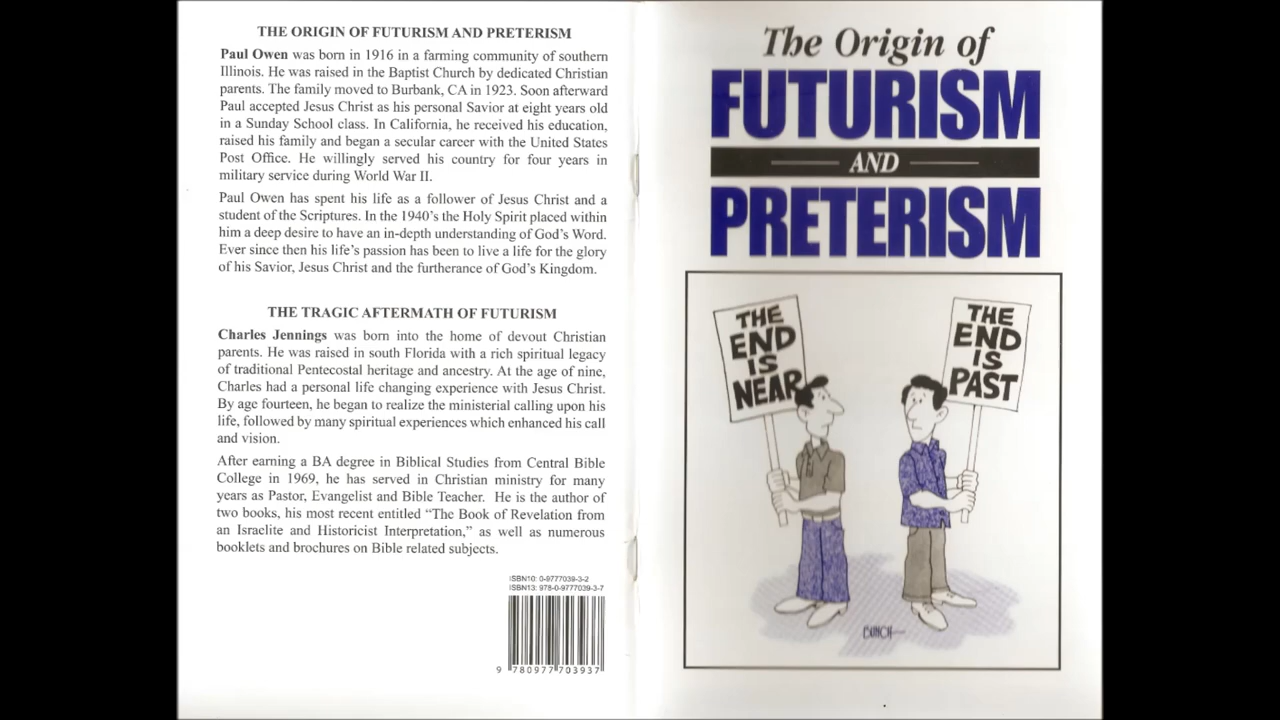 THE ORIGIN OF FUTURISM AND PRETERISM
Paul Owen was born in 1916 in a farming community of southern
Illinois. He was raised in the Baptist Church by dedicated Christian
parents. The family moved to Burbank, CA in 1923. Soon afterward
Paul accepted Jesus Christ as his personal Savior at eight years old
in a Sunday School class. In California, he received his education,
raised his family and began a secular career with the United States
Post Office. He willingly served his country for four years in
military service during World War II.
Paul Owen has spent his life as a follower of Jesus Christ and a
student of the Scriptures. In the 1940's the Holy Spirit placed within
him a deep desire to have an in-depth understanding of God's Word.
Ever since then his life's passion has been to live a life for the glory
of his Savior, Jesus Christ and the furtherance of God's Kingdom.
THE TRAGIC AFTERMATH OF FUTURISM
Charles Jennings was born into the home of devout Christian
parents. He was raised in south Florida with a rich spiritual legacy
of traditional Pentecostal heritage and ancestry. At the age of nine,
Charles had a personal life changing experience with Jesus Christ.
By age fourteen, he began to realize the ministerial calling upon his
life, followed by many spiritual experiences which enhanced his call
and vision.
After earning a BA degree in Biblical Studies from Central Bible
College in 1969, he has served in Christian ministry for many
years as Pastor, Evangelist and Bible Teacher. He is the author of
two books, his most recent entitled “The Book of Revelation from
an Israelite and Historicist Interpretation,” as well as numerous
booklets and brochures on Bible related subjects.
ISBN10: 0-9777039-3-2
ISBN13: 978-0-9777039-3-7
9 780977 703937
The Origin of
FUTURISM
AND
PRETERISM
THE
END
IS
NEAR
THE
END
IS
PAST
BUNCH